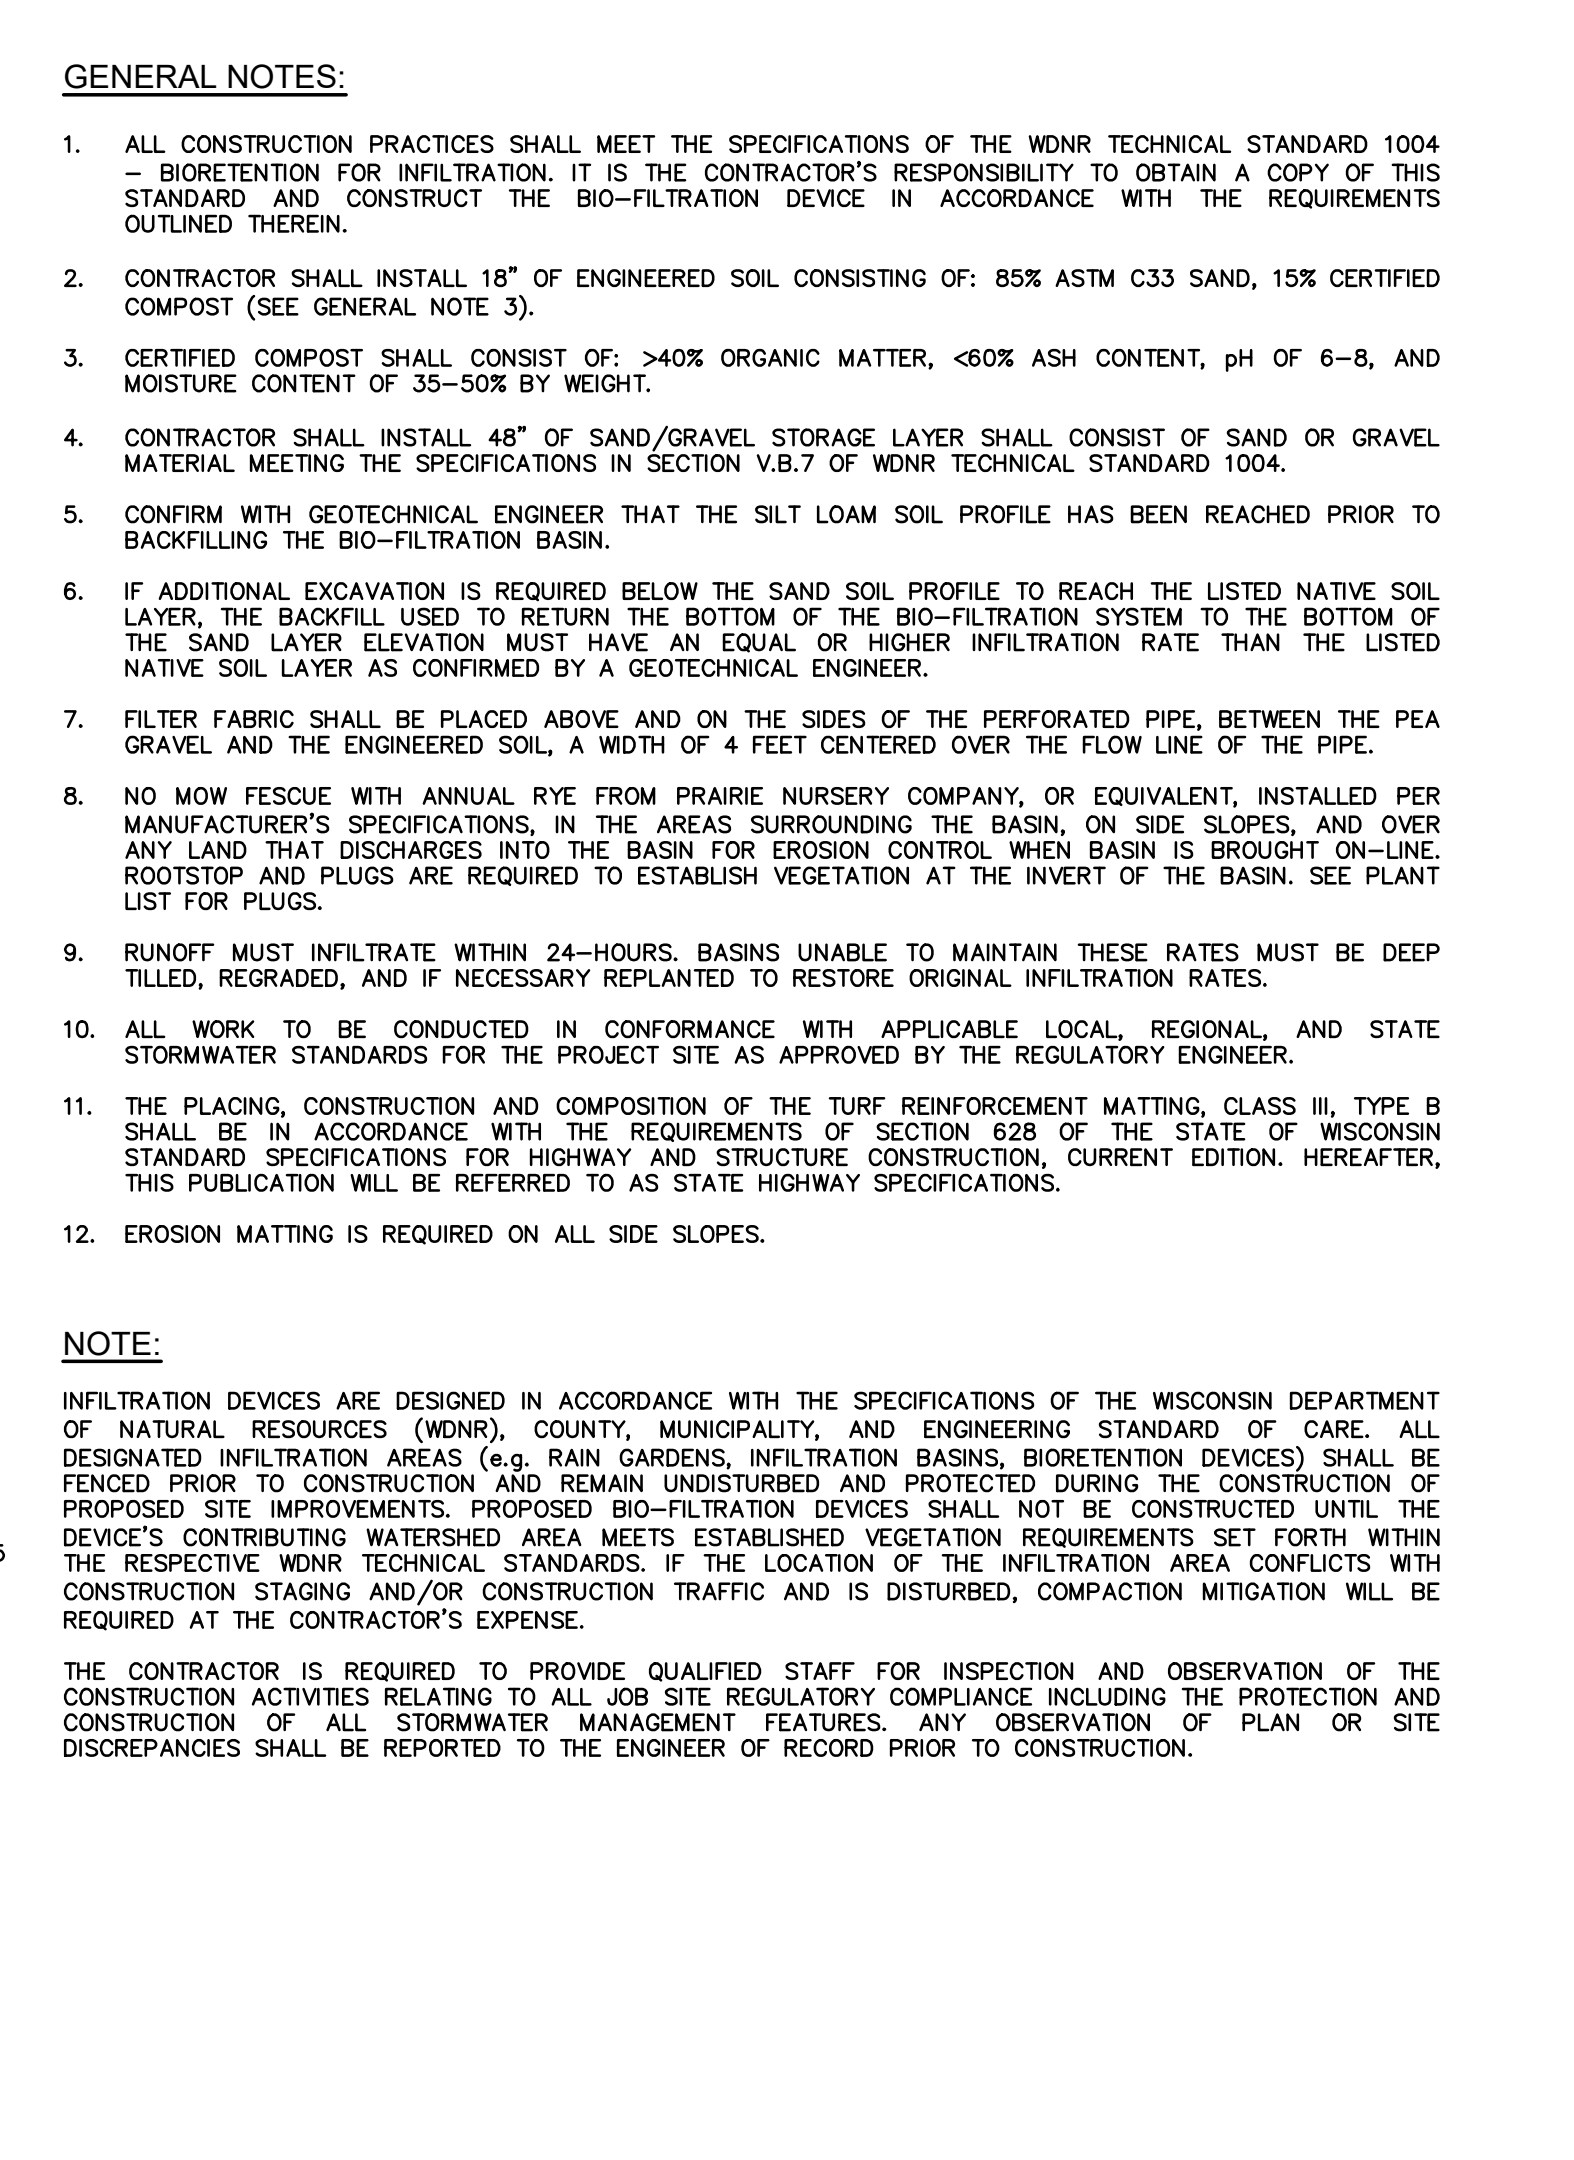 GENERAL NOTES:
1. ALL CONSTRUCTION PRACTICES SHALL MEET THE SPECIFICATIONS OF THE WDNR TECHNICAL STANDARD 1004
– BIORETENTION FOR INFILTRATION. IT IS THE CONTRACTOR'S RESPONSIBILITY TO OBTAIN A COPY OF THIS
STANDARD AND CONSTRUCT THE BIO–FILTRATION DEVICE IN ACCORDANCE WITH THE REQUIREMENTS
OUTLINED THEREIN.
2. CONTRACTOR SHALL INSTALL 18" OF ENGINEERED SOIL CONSISTING OF: 85% ASTM C33 SAND, 15% CERTIFIED
COMPOST (SEE GENERAL NOTE 3).
3. CERTIFIED COMPOST SHALL CONSIST OF: >40% ORGANIC MATTER, <60% ASH CONTENT, pH OF 6–8, AND
MOISTURE CONTENT OF 35–50% BY WEIGHT.
4. CONTRACTOR SHALL INSTALL 48" OF SAND/GRAVEL STORAGE LAYER SHALL CONSIST OF SAND OR GRAVEL
MATERIAL MEETING THE SPECIFICATIONS IN SECTION V.B.7 OF WDNR TECHNICAL STANDARD 1004.
5. CONFIRM WITH GEOTECHNICAL ENGINEER THAT THE SILT LOAM SOIL PROFILE HAS BEEN REACHED PRIOR TO
BACKFILLING THE BIO–FILTRATION BASIN.
6. IF ADDITIONAL EXCAVATION IS REQUIRED BELOW THE SAND SOIL PROFILE TO REACH THE LISTED NATIVE SOIL
LAYER, THE BACKFILL USED TO RETURN THE BOTTOM OF THE BIO–FILTRATION SYSTEM TO THE BOTTOM OF
THE SAND LAYER ELEVATION MUST HAVE AN EQUAL OR HIGHER INFILTRATION RATE THAN THE LISTED
NATIVE SOIL LAYER AS CONFIRMED BY A GEOTECHNICAL ENGINEER.
7. FILTER FABRIC SHALL BE PLACED ABOVE AND ON THE SIDES OF THE PERFORATED PIPE, BETWEEN THE PEA
GRAVEL AND THE ENGINEERED SOIL, A WIDTH OF 4 FEET CENTERED OVER THE FLOW LINE OF THE PIPE.
8. NO MOW FESCUE WITH ANNUAL RYE FROM PRAIRIE NURSERY COMPANY, OR EQUIVALENT, INSTALLED PER
MANUFACTURER'S SPECIFICATIONS, IN THE AREAS SURROUNDING THE BASIN, ON SIDE SLOPES, AND OVER
ANY LAND THAT DISCHARGES INTO THE BASIN FOR EROSION CONTROL WHEN BASIN IS BROUGHT ON–LINE.
ROOTSTOP AND PLUGS ARE REQUIRED TO ESTABLISH VEGETATION AT THE INVERT OF THE BASIN. SEE PLANT
LIST FOR PLUGS.
9. RUNOFF MUST INFILTRATE WITHIN 24–HOURS. BASINS UNABLE TO MAINTAIN THESE RATES MUST BE DEEP
TILLED, REGRADED, AND IF NECESSARY REPLANTED TO RESTORE ORIGINAL INFILTRATION RATES.
10. ALL WORK TO BE CONDUCTED IN CONFORMANCE WITH APPLICABLE LOCAL, REGIONAL, AND STATE
STORMWATER STANDARDS FOR THE PROJECT SITE AS APPROVED BY THE REGULATORY ENGINEER.
11. THE PLACING, CONSTRUCTION AND COMPOSITION OF THE TURF REINFORCEMENT MATTING, CLASS III, TYPE B
SHALL BE IN ACCORDANCE WITH THE REQUIREMENTS OF SECTION 628 OF THE STATE OF WISCONSIN
STANDARD SPECIFICATIONS FOR HIGHWAY AND STRUCTURE CONSTRUCTION, CURRENT EDITION. HEREAFTER,
THIS PUBLICATION WILL BE REFERRED TO AS STATE HIGHWAY SPECIFICATIONS.
12. EROSION MATTING IS REQUIRED ON ALL SIDE SLOPES.
NOTE:
INFILTRATION DEVICES ARE DESIGNED IN ACCORDANCE WITH THE SPECIFICATIONS OF THE WISCONSIN DEPARTMENT
OF NATURAL RESOURCES (WDNR), COUNTY, MUNICIPALITY, AND ENGINEERING STANDARD OF CARE. ALL
DESIGNATED INFILTRATION AREAS (e.g. RAIN GARDENS, INFILTRATION BASINS, BIORETENTION DEVICES) SHALL BE
FENCED PRIOR TO CONSTRUCTION AND REMAIN UNDISTURBED AND PROTECTED DURING THE CONSTRUCTION OF
PROPOSED SITE IMPROVEMENTS. PROPOSED BIO–FILTRATION DEVICES SHALL NOT BE CONSTRUCTED UNTIL THE
DEVICE'S CONTRIBUTING WATERSHED AREA MEETS ESTABLISHED VEGETATION REQUIREMENTS SET FORTH WITHIN
THE RESPECTIVE WDNR TECHNICAL STANDARDS. IF THE LOCATION OF THE INFILTRATION AREA CONFLICTS WITH
CONSTRUCTION STAGING AND/OR CONSTRUCTION TRAFFIC AND IS DISTURBED, COMPACTION MITIGATION WILL BE
REQUIRED AT THE CONTRACTOR'S EXPENSE.
THE CONTRACTOR IS REQUIRED TO PROVIDE QUALIFIED STAFF FOR INSPECTION AND OBSERVATION OF THE
CONSTRUCTION ACTIVITIES RELATING TO ALL JOB SITE REGULATORY COMPLIANCE INCLUDING THE PROTECTION AND
CONSTRUCTION OF ALL STORMWATER MANAGEMENT FEATURES. ANY OBSERVATION OF PLAN OR SITE
DISCREPANCIES SHALL BE REPORTED TO THE ENGINEER OF RECORD PRIOR TO CONSTRUCTION.